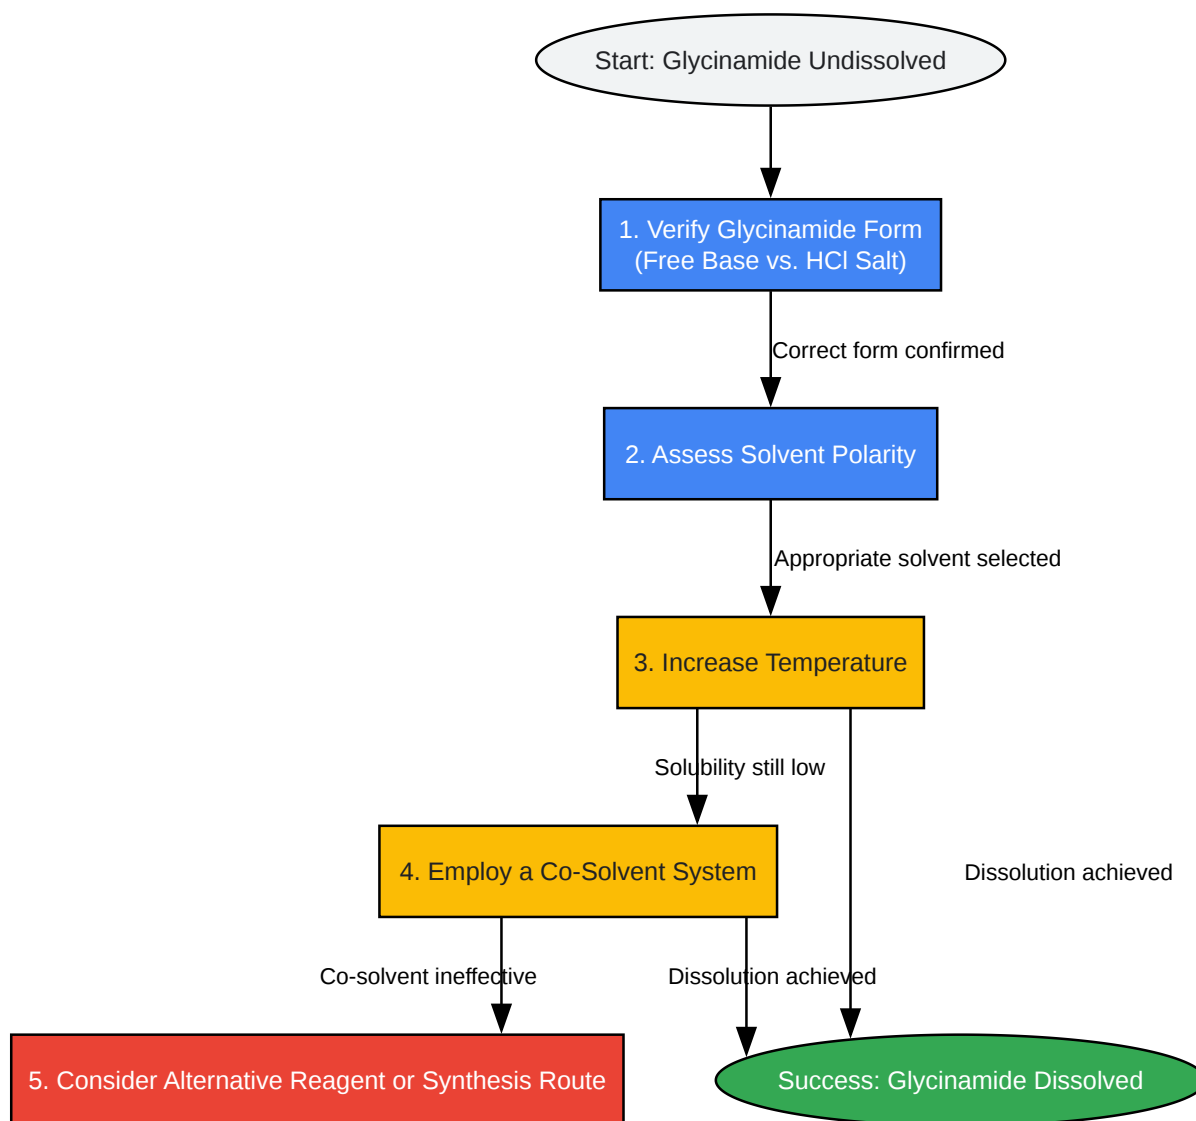 Start: Glycinamide Undissolved
1. Verify Glycinamide Form
(Free Base vs. HCl Salt)
Correct form confirmed
2. Assess Solvent Polarity
Appropriate solvent selected
3. Increase Temperature
Solubility still low
4. Employ a Co-Solvent System
Dissolution achieved
Co-solvent ineffective
Dissolution achieved
5. Consider Alternative Reagent or Synthesis Route
Success: Glycinamide Dissolved